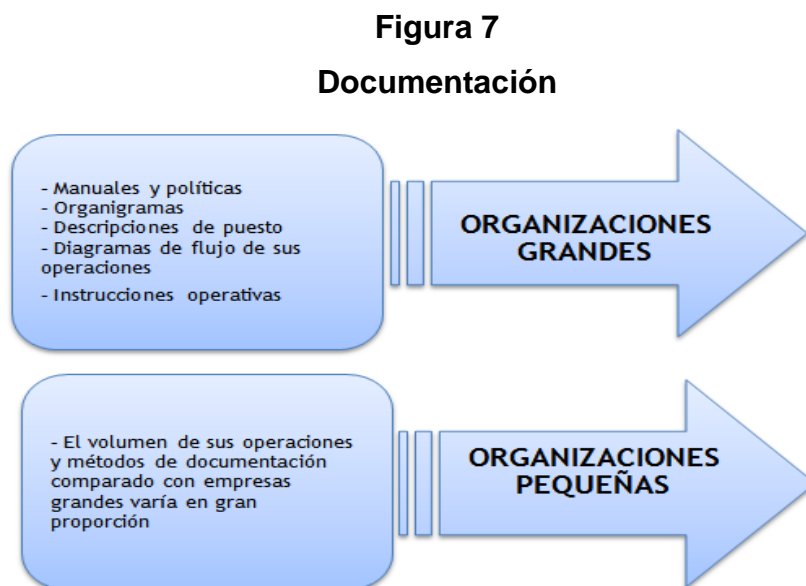 Figura 7
Documentación
- Manuales y políticas
- Organigramas
- Descripciones de puesto
- Diagramas de flujo de sus
operaciones
- Instrucciones operativas
ORGANIZACIONES
GRANDES
- El volumen de sus operaciones
y métodos de documentación
comparado con empresas
grandes varía en gran
proporción
ORGANIZACIONES
PEQUEÑAS